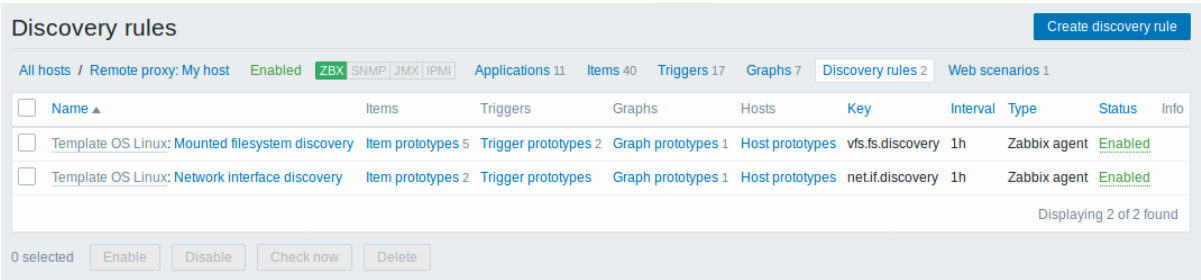 Discovery rules Create discovery rule
All hosts / Remote proxy: My host Enabled ZBX SNMP JMX IPMI Applications 11 Items 40 Triggers 17 Graphs 7 Discovery rules 2 Web scenarios 1
Name ▲ Items Triggers Graphs Hosts Key Interval Type Status Info
Template OS Linux: Mounted filesystem discovery Item prototypes 5 Trigger prototypes 2 Graph prototypes 1 Host prototypes vfs.fs.discovery 1h Zabbix agent Enabled
Template OS Linux: Network interface discovery Item prototypes 2 Trigger prototypes Graph prototypes 1 Host prototypes net.if.discovery 1h Zabbix agent Enabled
Displaying 2 of 2 found
0 selected Enable Disable Check now Delete